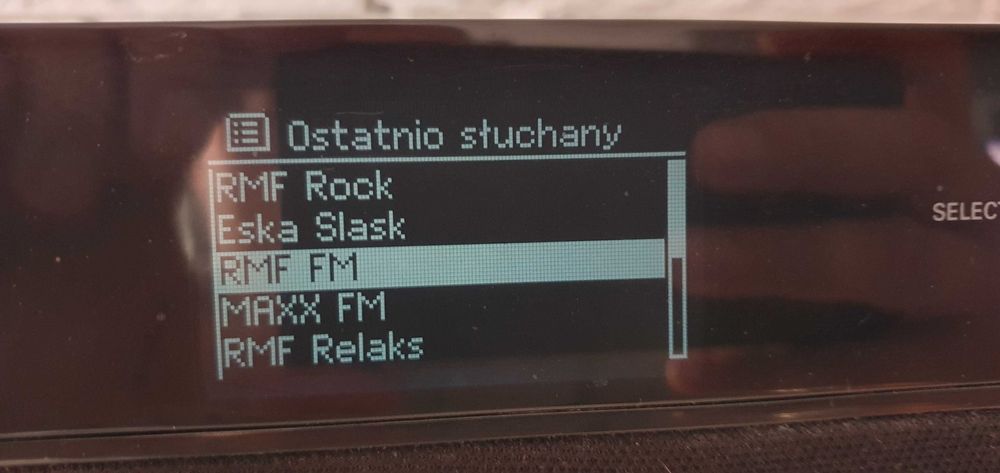 Ostatnio słuchany
RMF Rock
Eska Slask
RMF FM
MAXX FM
RMF Relaks
SELECT